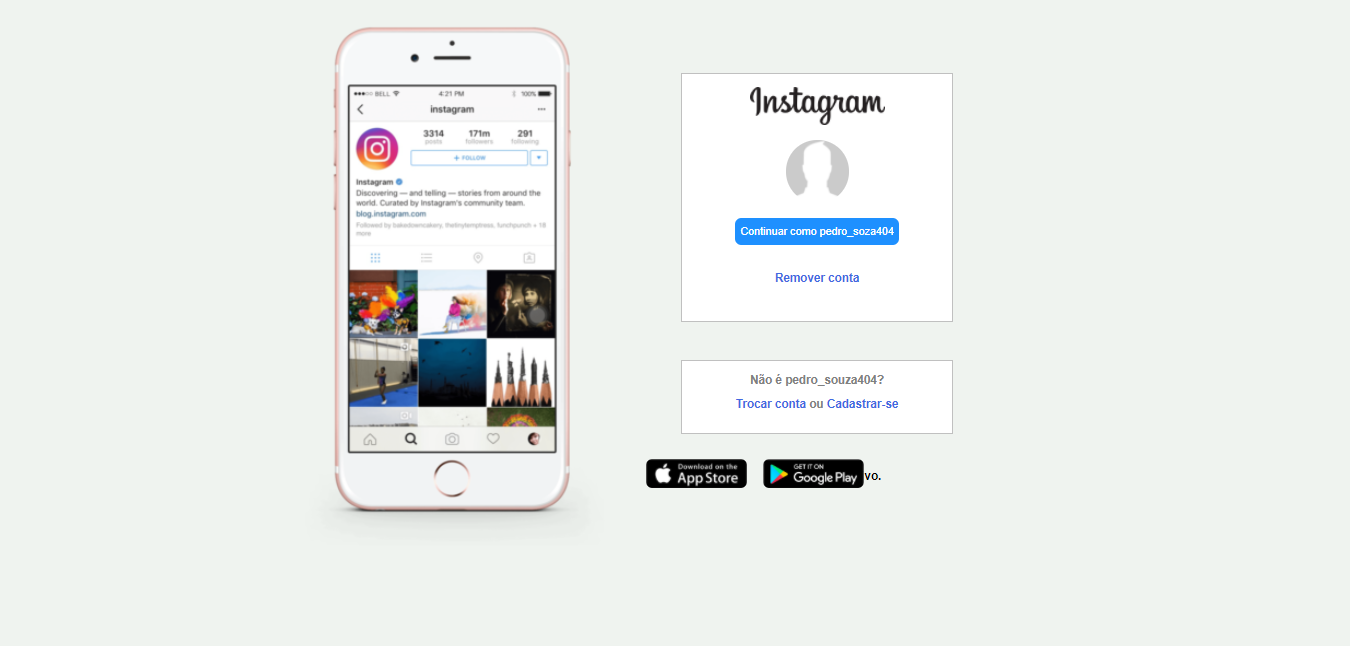 BELL
4:21 PM
100%
instagram
3314
171m
291
posts
followers
following
+ FOLLOW
Instagram
Discovering — and telling — stories from around the
world. Curated by Instagram's community team.
blog.instagram.com
Followed by bakedowncakery, thetinytemptress, funchpunch + 18
more
Instagram
Continuar como pedro_soza404
Remover conta
Não é pedro_souza404?
Trocar conta ou Cadastrar-se
Download on the
App Store
GET IT ON
Google Play
vo.